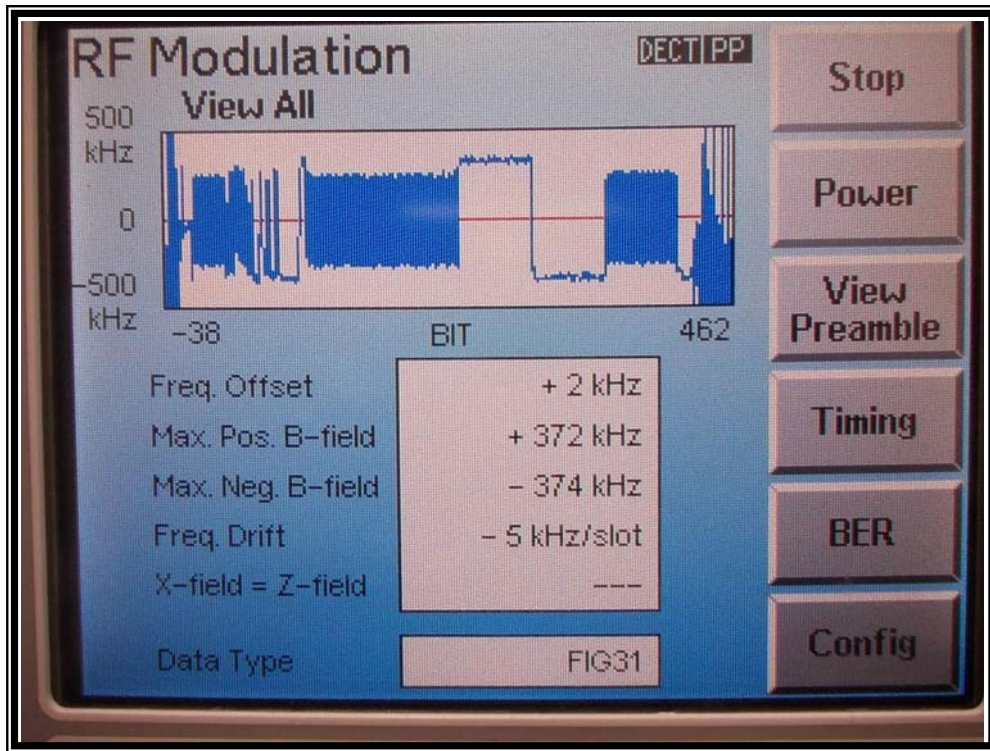 RF Modulation
DECT PP
View All
500
kHz
0
-500
kHz
-38
BIT
462
Freq. Offset
+ 2 kHz
Max. Pos. B-field
+ 372 kHz
Max. Neg. B-field
- 374 kHz
Freq. Drift
- 5 kHz/slot
X-field = Z-field
---
Data Type
FIG31
Stop
Power
View
Preamble
Timing
BER
Config